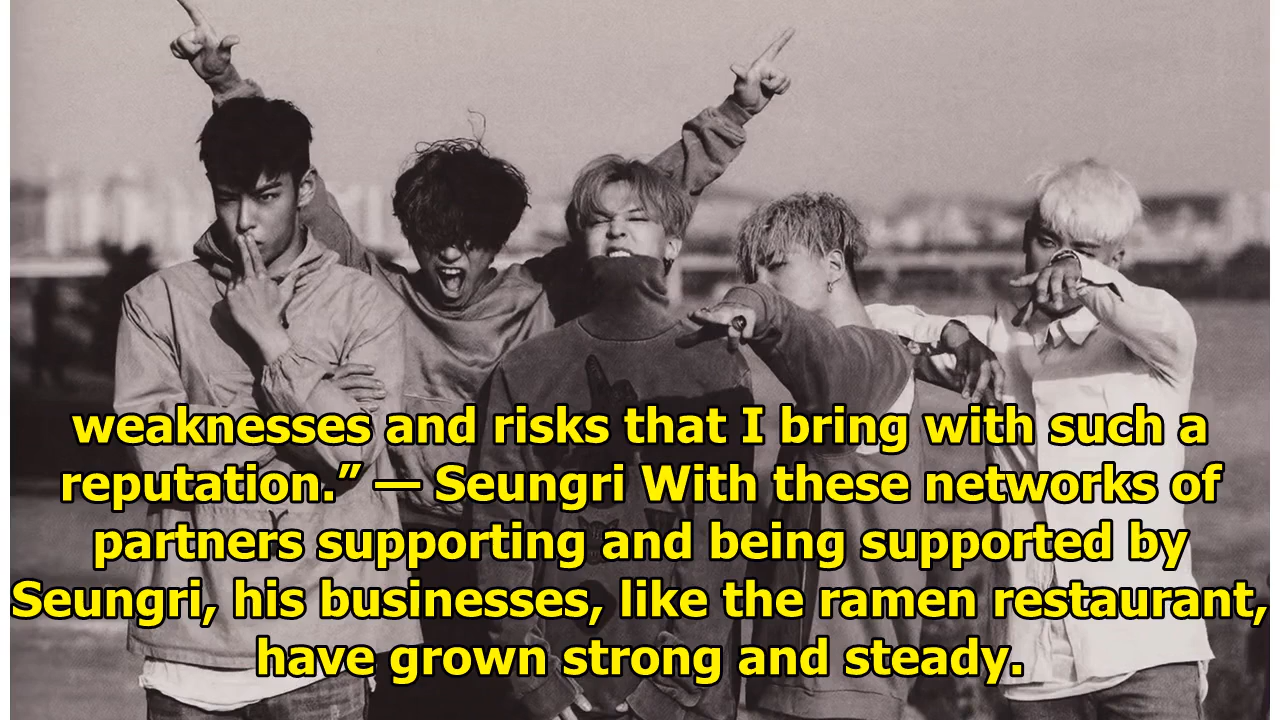 weaknesses and risks that I bring with such a
reputation.” — Seungri With these networks of
partners supporting and being supported by
Seungri, his businesses, like the ramen restaurant,
have grown strong and steady.